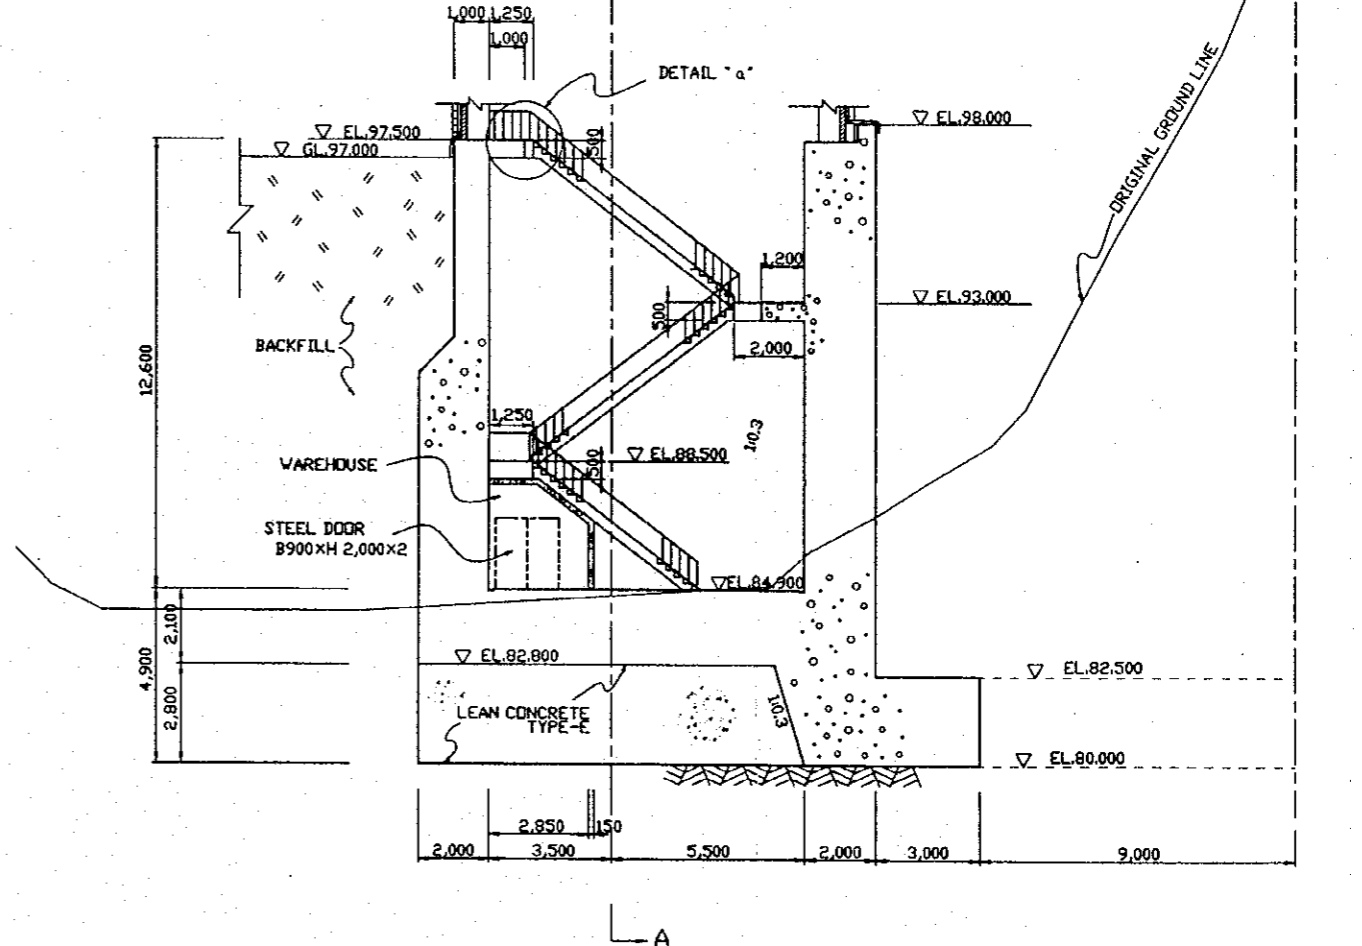 1,000 1,250
1,000
DETAIL "a"
ORIGINAL GROUND LINE
EL.97.500
GL.97.000
500
EL.98.000
1,200
EL.93.000
500
2,000
BACKFILL
12,600
1,250
1:0.3
EL.88.500
500
WAREHOUSE
STEEL DOOR
B900×H 2,000×2
EL.84.900
2,100
EL.82.800
EL.82.500
4,900
2,800
LEAN CONCRETE
TYPE-E
1:0.3
EL.80.000
2,850 150
2,000 3,500 5,500 2,000 3,000 9,000
A